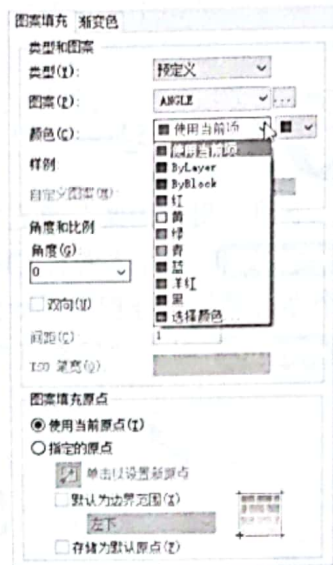 图案填充 渐变色
类型和图案
类型(Y): 预定义
图案(P): ANGLE ...
颜色(C): 使用当前项
样例: 使用当前项
ByLayer
自定义图案(M): ByBlock
红
黄
角度和比例 绿
角度(G) 青
0 蓝
洋红
双向(U) 黑
选择颜色...
间距(C): 1
ISO 笔宽(O):
图案填充原点
使用当前原点(T)
指定的原点
单击以设置新原点
默认为边界范围(X)
左下
存储为默认原点(F)